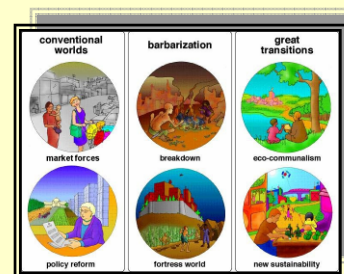 conventional
worlds
market forces
policy reform
barbarization
breakdown
fortress world
great
transitions
eco-communalism
new sustainability